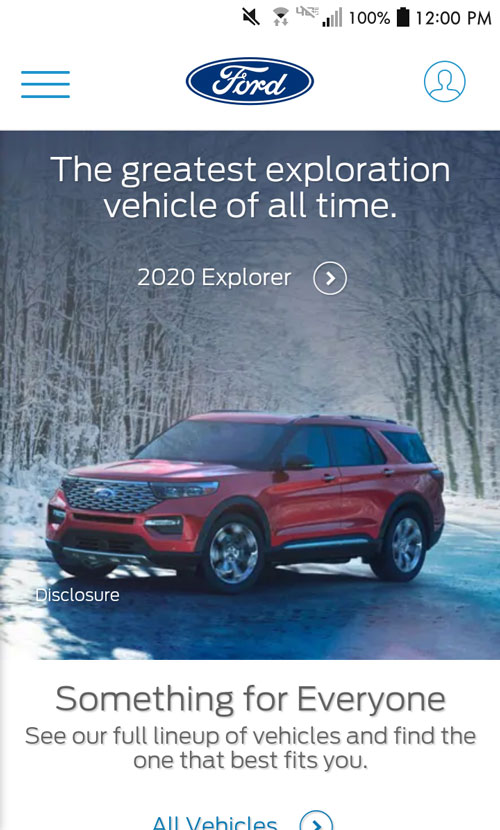 100% 12:00 PM
Ford
The greatest exploration
vehicle of all time.
2020 Explorer
Disclosure
Something for Everyone
See our full lineup of vehicles and find the
one that best fits you.
All Vehicles